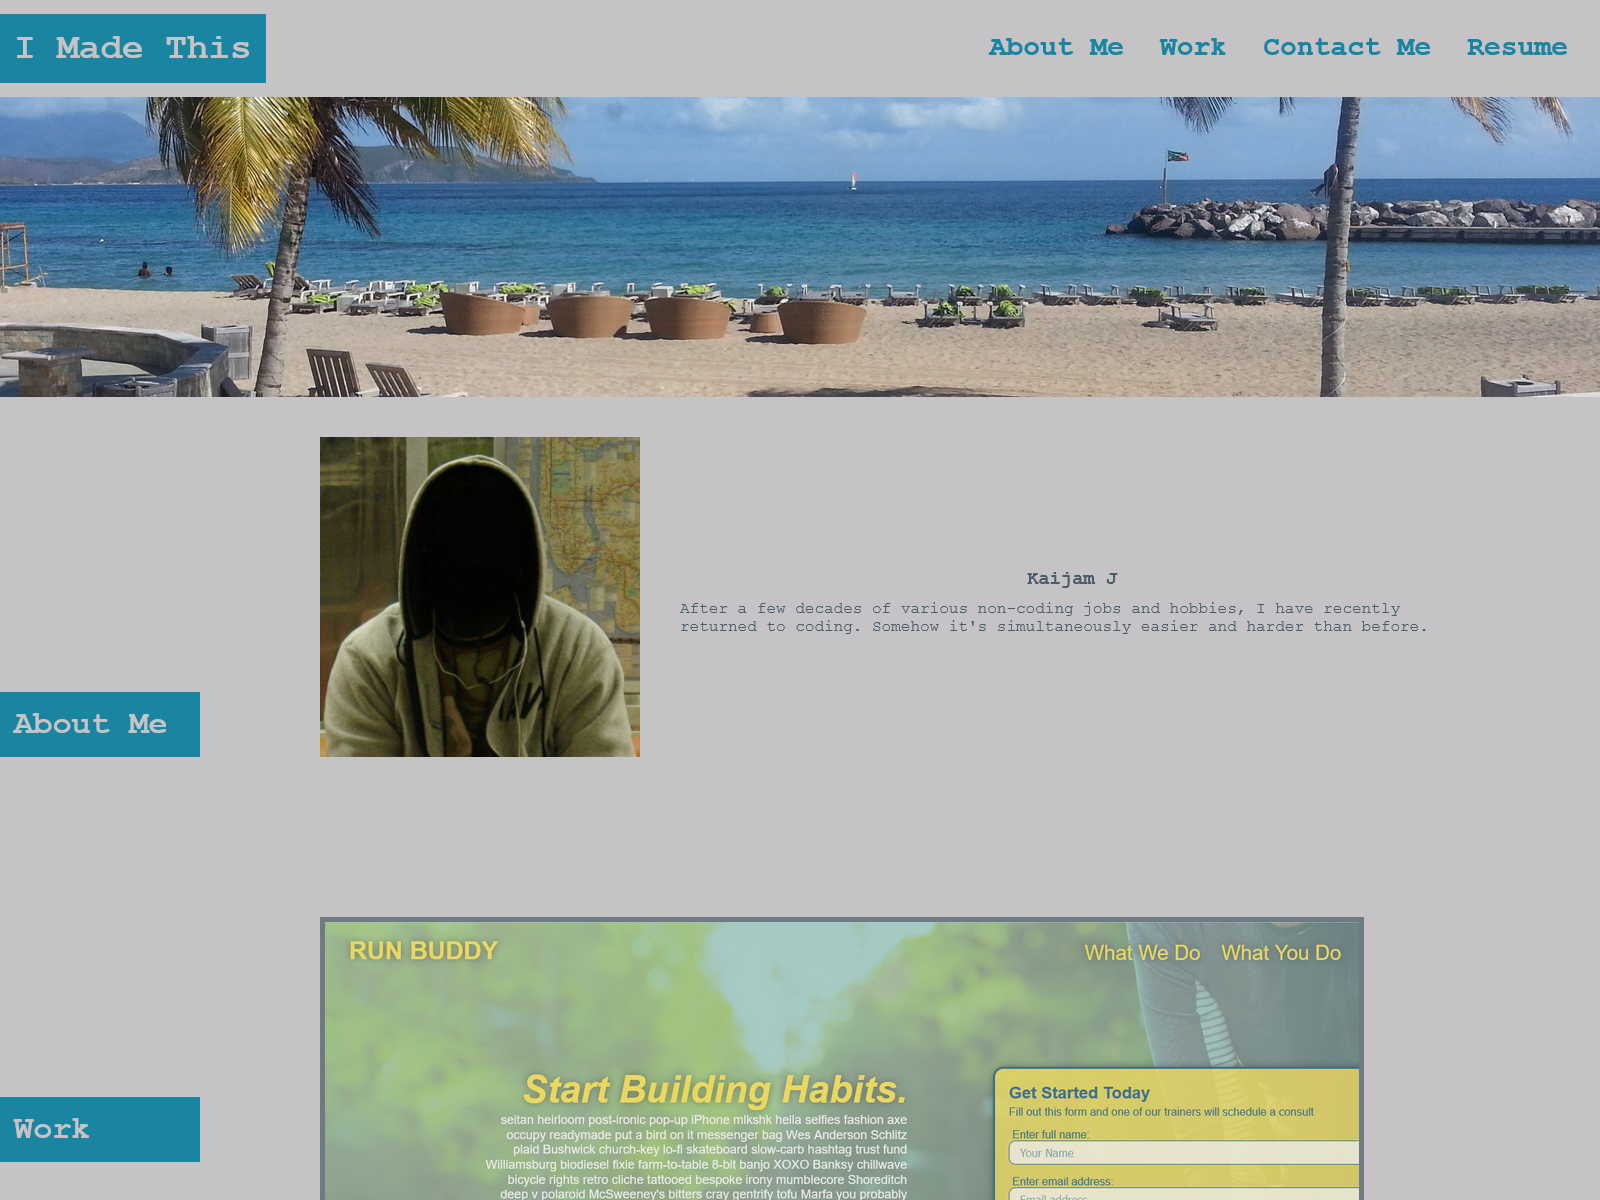 I Made This
About Me Work Contact Me Resume
Kaijam J
After a few decades of various non-coding jobs and hobbies, I have recently
returned to coding. Somehow it's simultaneously easier and harder than before.
About Me
RUN BUDDY
What We Do What You Do
Start Building Habits.
seitan heirloom post-ironic pop-up iPhone mlkshk hella selfies fashion axe
occupy readymade put a bird on it messenger bag Wes Anderson Schlitz
plaid Bushwick church-key lo-fi skateboard slow-carb hashtag trust fund
Williamsburg biodiesel fixie farm-to-table 8-bit banjo XOXO Banksy chillwave
bicycle rights retro cliche tattooed bespoke irony mumblecore Shoreditch
deep v polaroid McSweeney's bitters cray gentrify tofu Marfa you probably
Get Started Today
Fill out this form and one of our trainers will schedule a consult
Enter full name:
Your Name
Enter email address:
Email address
Work